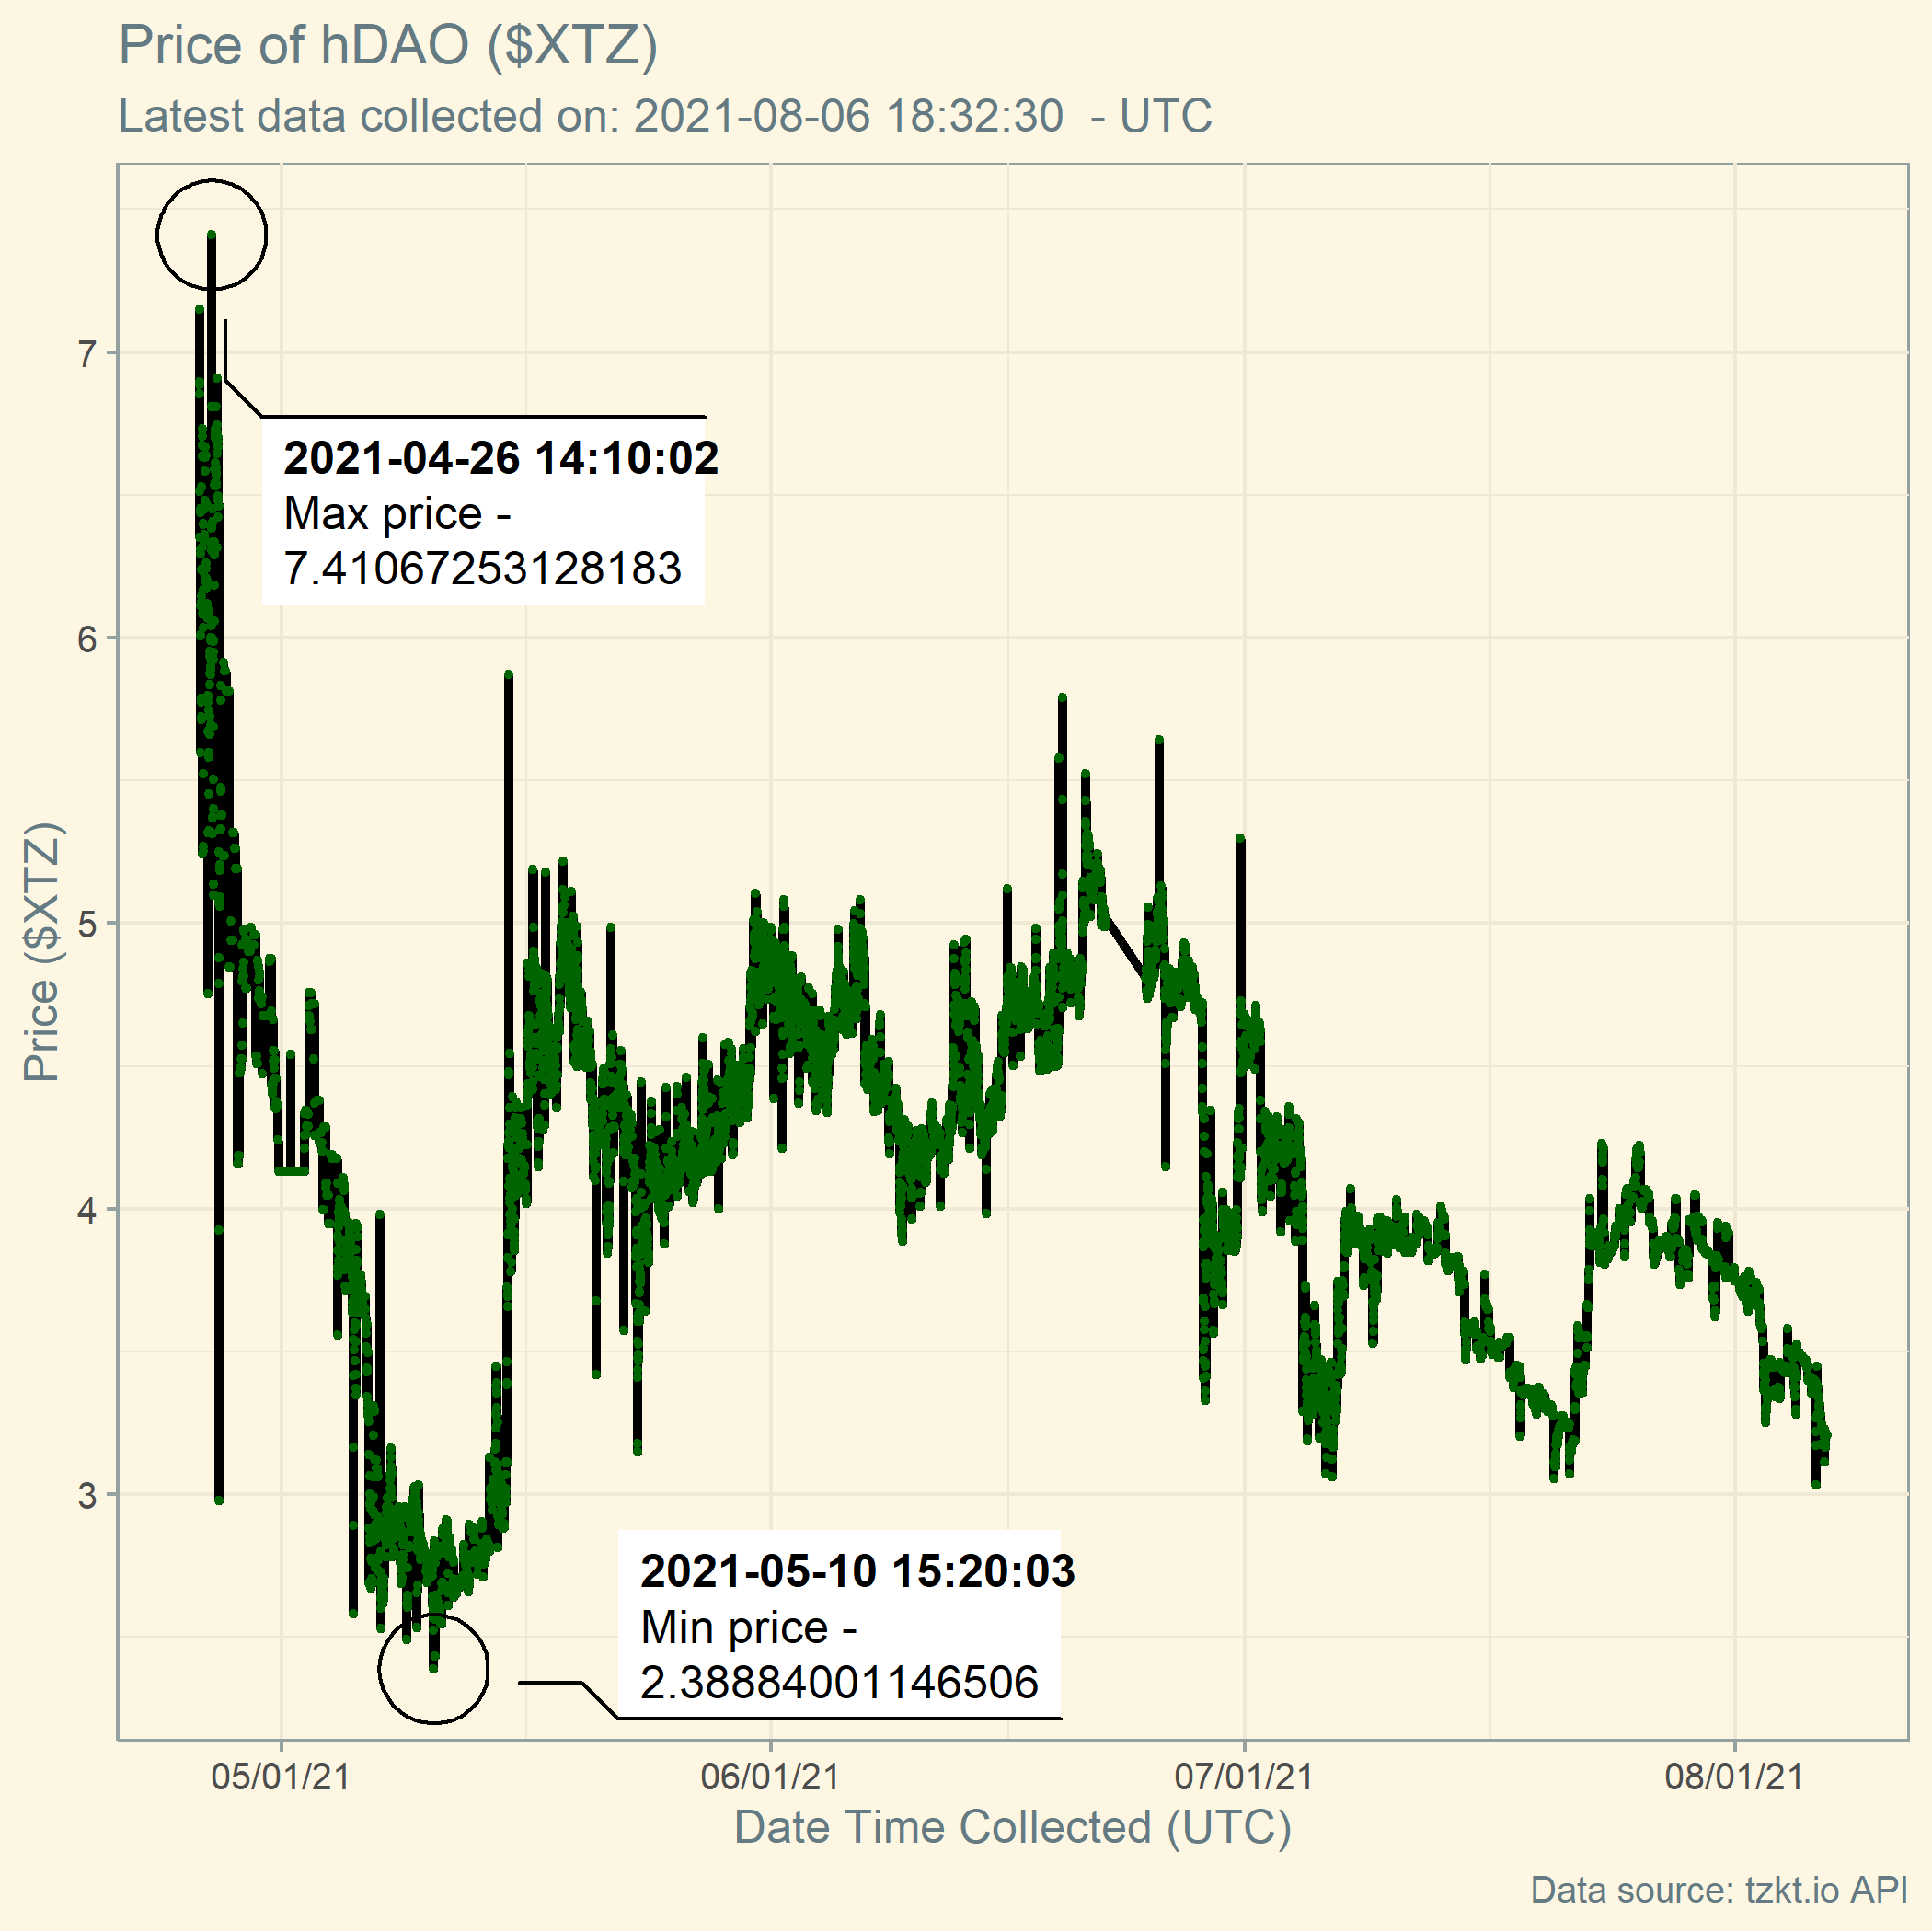 Price of hDAO ($XTZ)
Latest data collected on: 2021-08-06 18:32:30  - UTC
7
6
5
4
3
Price ($XTZ)
2021-04-26 14:10:02
Max price -
7.41067253128183
2021-05-10 15:20:03
Min price -
2.38884001146506
05/01/21
06/01/21
07/01/21
08/01/21
Date Time Collected (UTC)
Data source: tzkt.io API